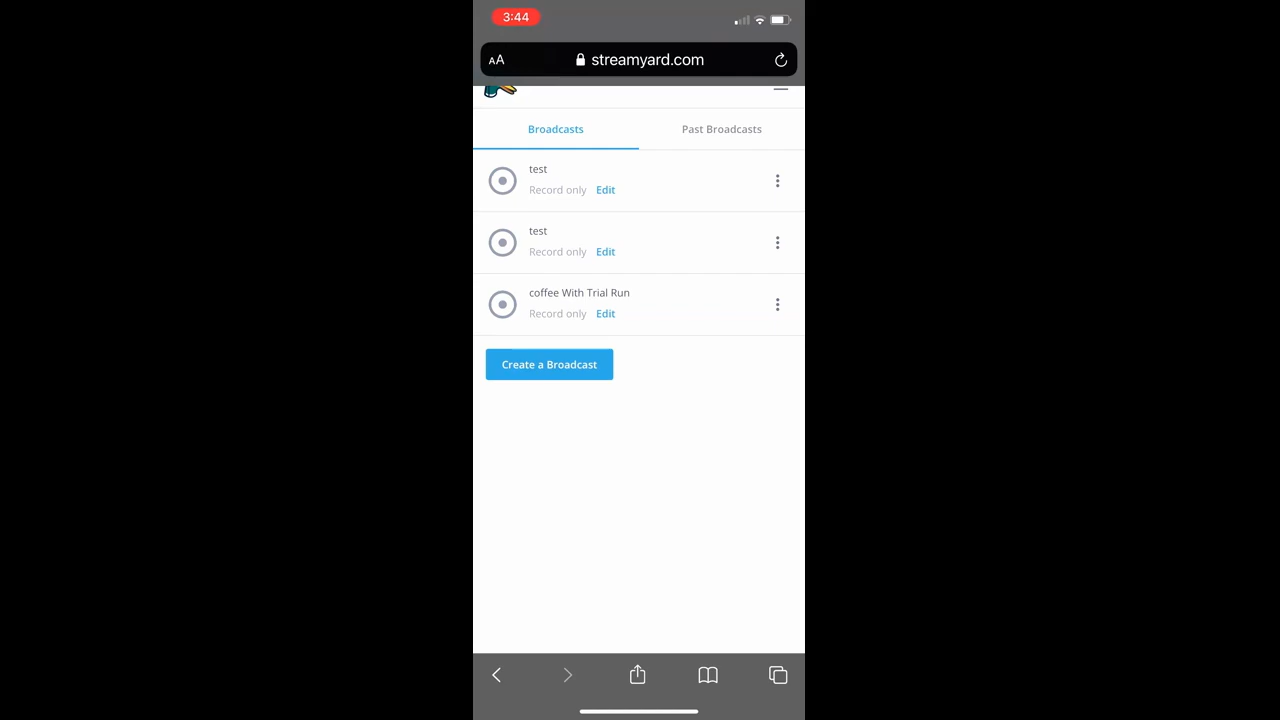 3:44
AA
streamyard.com
Broadcasts
Past Broadcasts
test
Record only Edit
test
Record only Edit
coffee With Trial Run
Record only Edit
Create a Broadcast